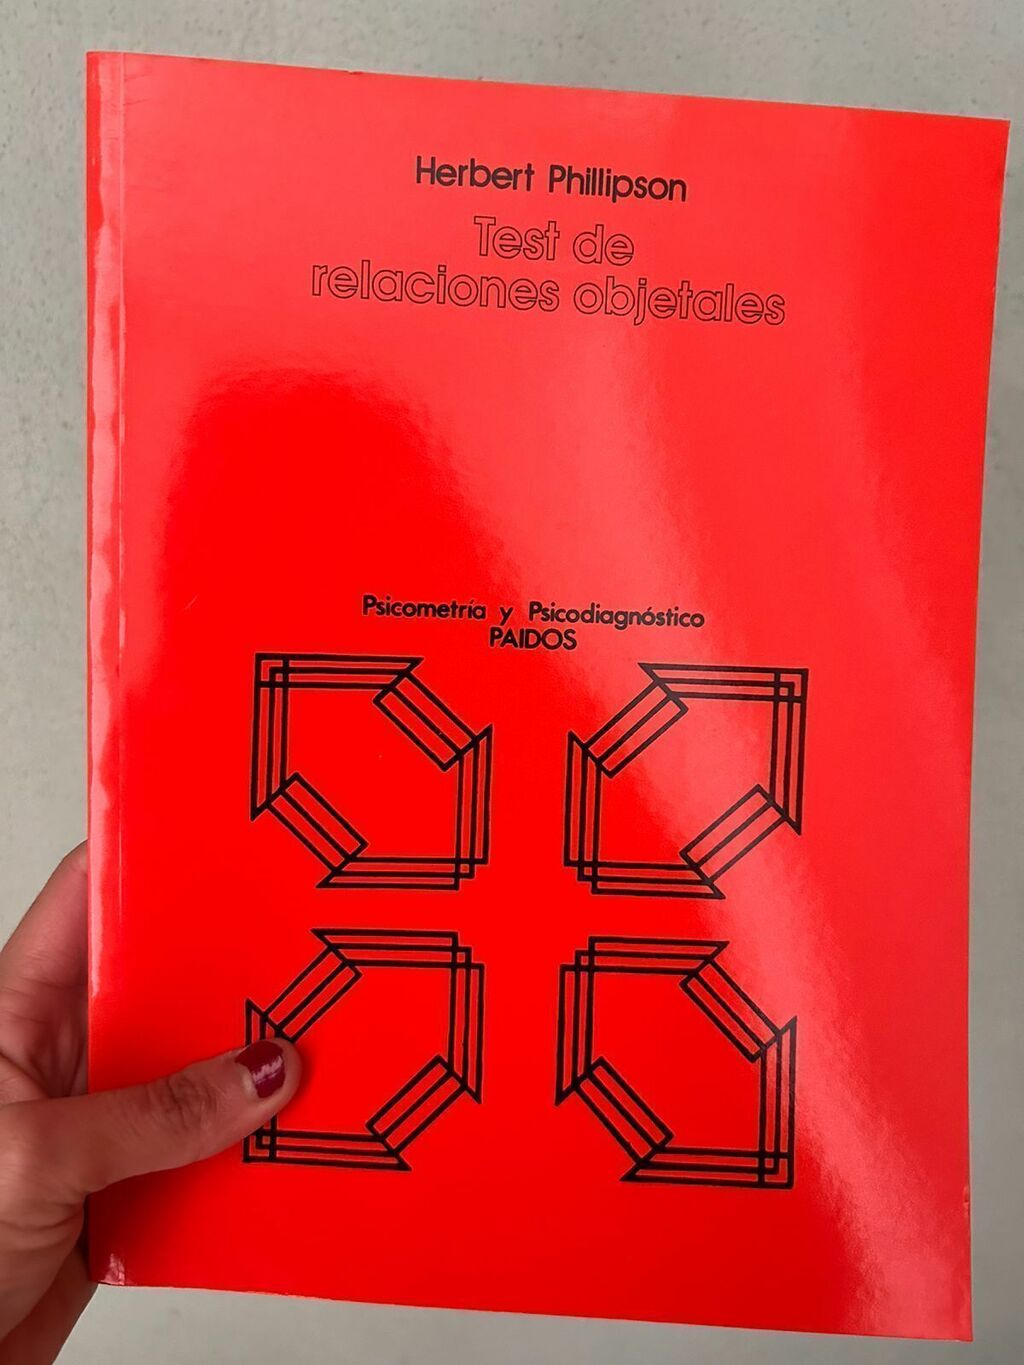 Herbert Phillipson
Test de
relaciones objetales
Psicometría y Psicodiagnóstico
PAIDOS